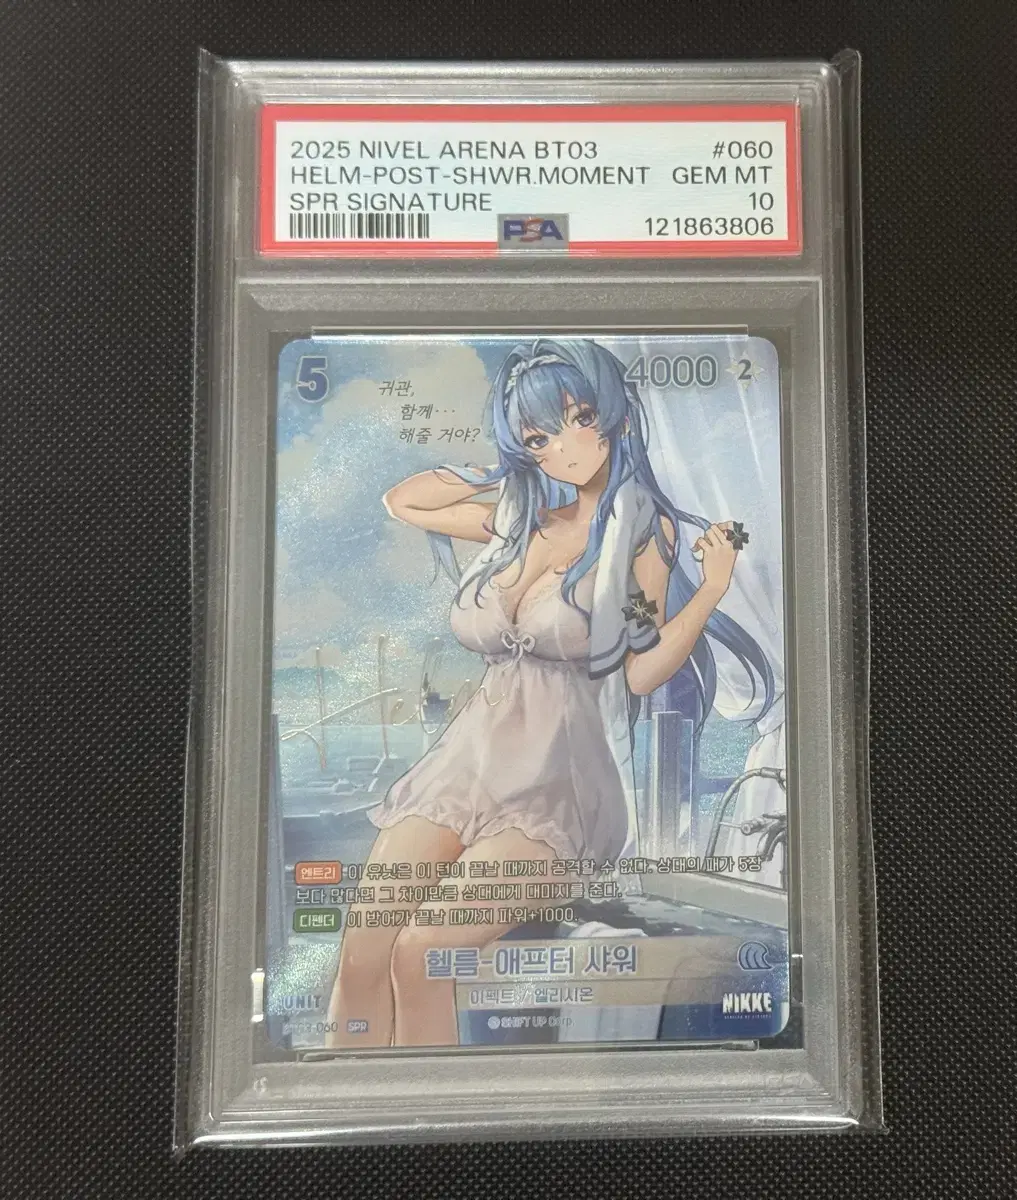 2025 NIVEL ARENA BT03 #060
HELM-POST-SHWR.MOMENT GEM MT
SPR SIGNATURE 10
PSA 121863806
5 4000 2
귀관,
함께…
해줄 거야?
Helm
엔트리 이 유닛은 이 턴이 끝날 때까지 공격할 수 없다. 상대의 패가 5장
보다 많다면 그 차이만큼 상대에게 대미지를 준다.
디펜더 이 방어가 끝날 때까지 파워+1000.
헬름-애프터 샤워
이펙트 / 엘리시온
UNIT
BT03-060 SPR
© SHIFT UP Corp.
NIKKE